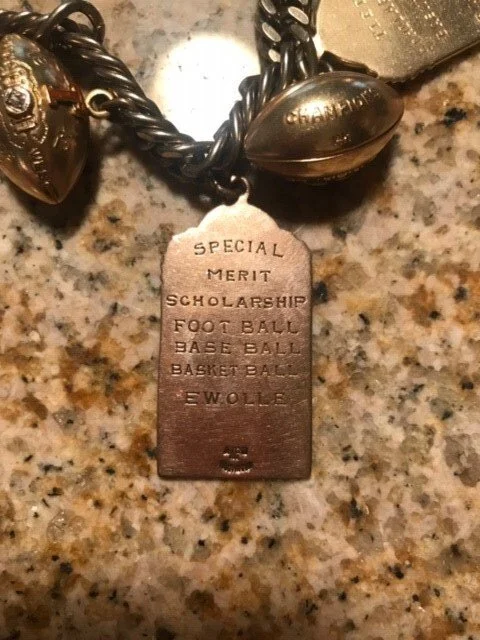 CHAMPIONS
SPECIAL
MERIT
SCHOLARSHIP
FOOT BALL
BASE BALL
BASKET BALL
E WOLLE